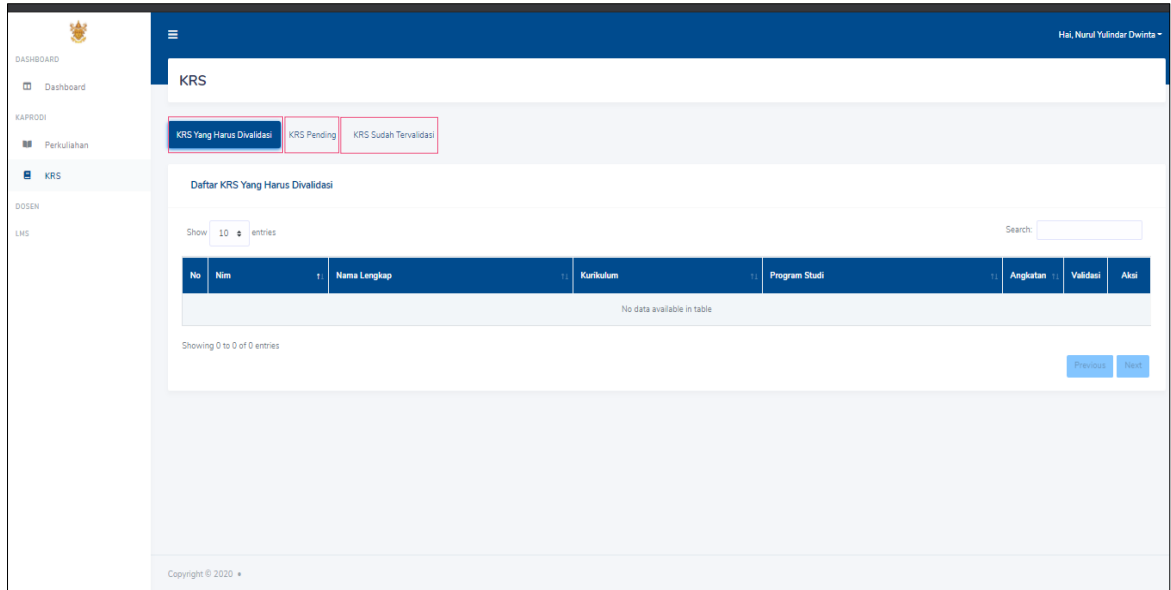 Hai, Nurul Yulindar Dwinta
DASHBOARD
Dashboard
KAPRODI
Perkuliahan
KRS
DOSEN
LMS
KRS
KRS Yang Harus Divalidasi KRS Pending KRS Sudah Tervalidasi
Daftar KRS Yang Harus Divalidasi
Show 10 entries Search:
No Nim Nama Lengkap Kurikulum Program Studi Angkatan Validasi Aksi
No data available in table
Showing 0 to 0 of 0 entries
Previous Next
Copyright © 2020